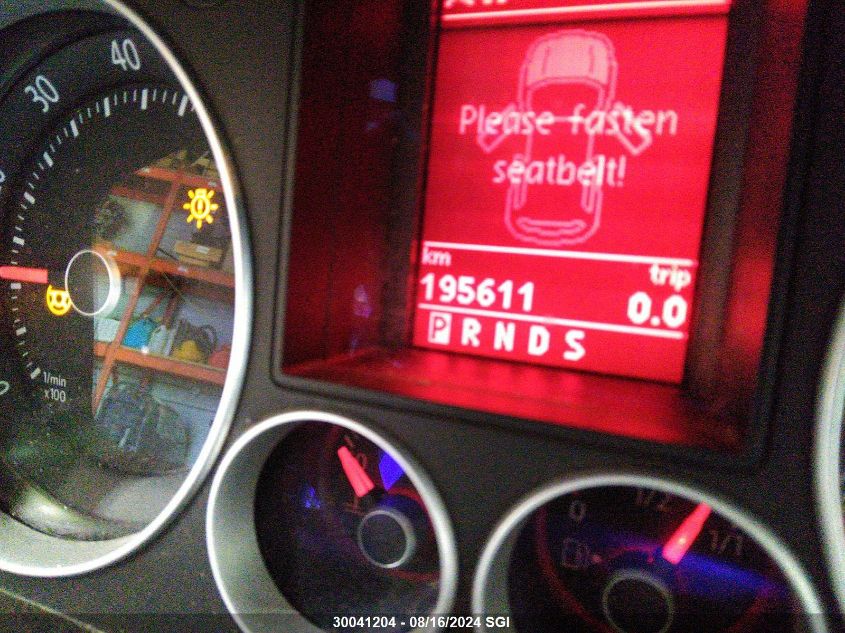 40
30
Please fasten
seatbelt!
km
trip
195611
0.0
P R N D S
1/min
x100
0
1/2
1/1
30041204 - 08/16/2024 SGI